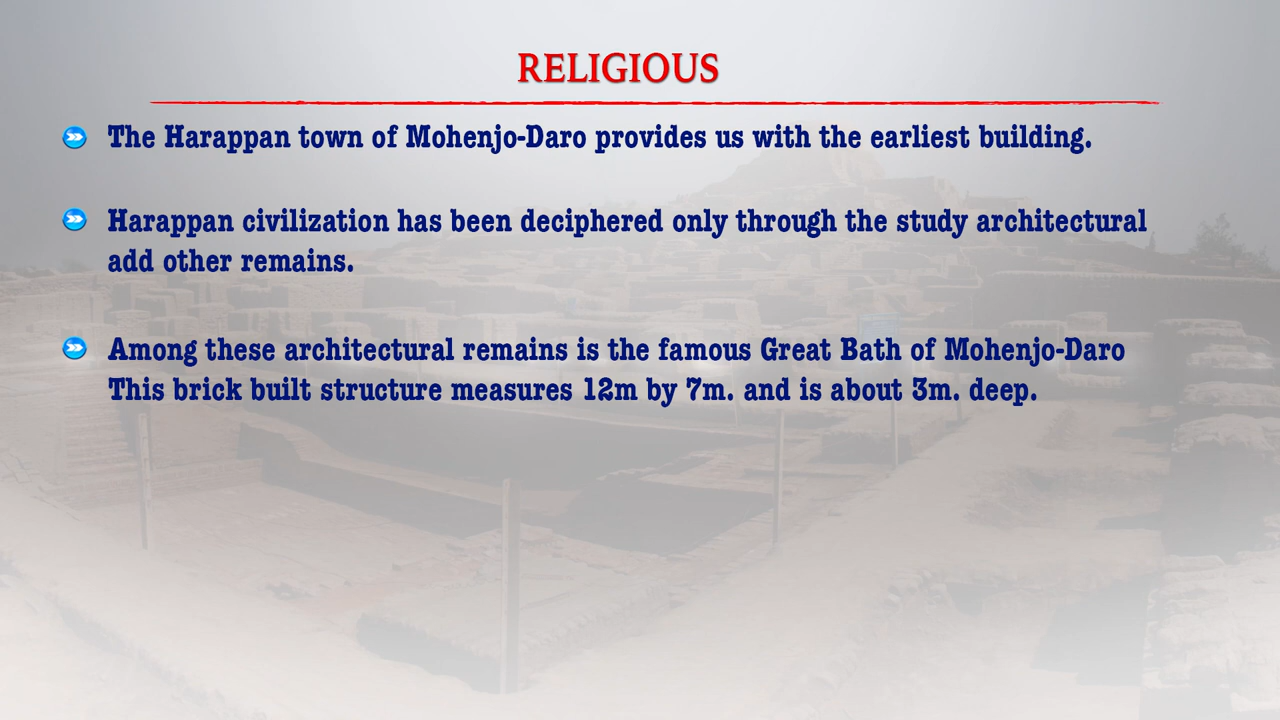 RELIGIOUS
The Harappan town of Mohenjo-Daro provides us with the earliest building.
Harappan civilization has been deciphered only through the study architectural
add other remains.
Among these architectural remains is the famous Great Bath of Mohenjo-Daro
This brick built structure measures 12m by 7m. and is about 3m. deep.